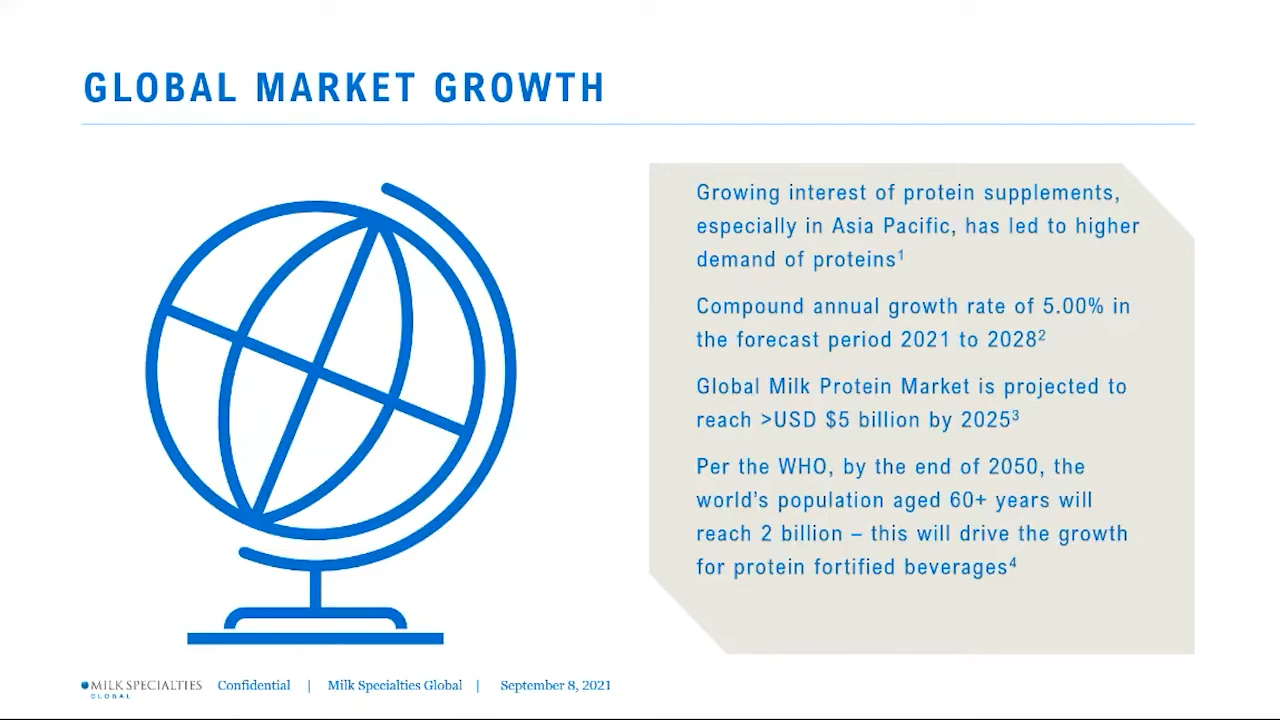 GLOBAL MARKET GROWTH
Growing interest of protein supplements,
especially in Asia Pacific, has led to higher
demand of proteins¹
Compound annual growth rate of 5.00% in
the forecast period 2021 to 2028²
Global Milk Protein Market is projected to
reach >USD $5 billion by 2025³
Per the WHO, by the end of 2050, the
world’s population aged 60+ years will
reach 2 billion – this will drive the growth
for protein fortified beverages⁴
MILK SPECIALTIES
GLOBAL
Confidential | Milk Specialties Global | September 8, 2021